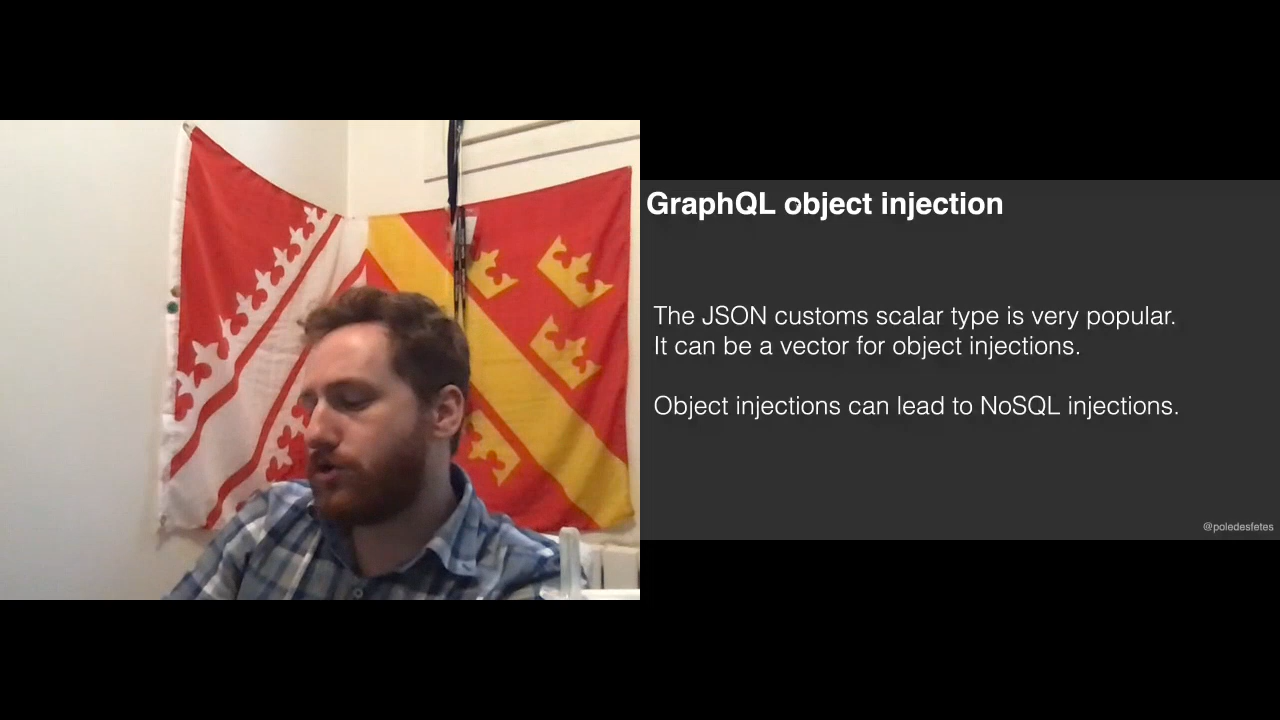 GraphQL object injection
The JSON customs scalar type is very popular.
It can be a vector for object injections.
Object injections can lead to NoSQL injections.
@poledesfetes